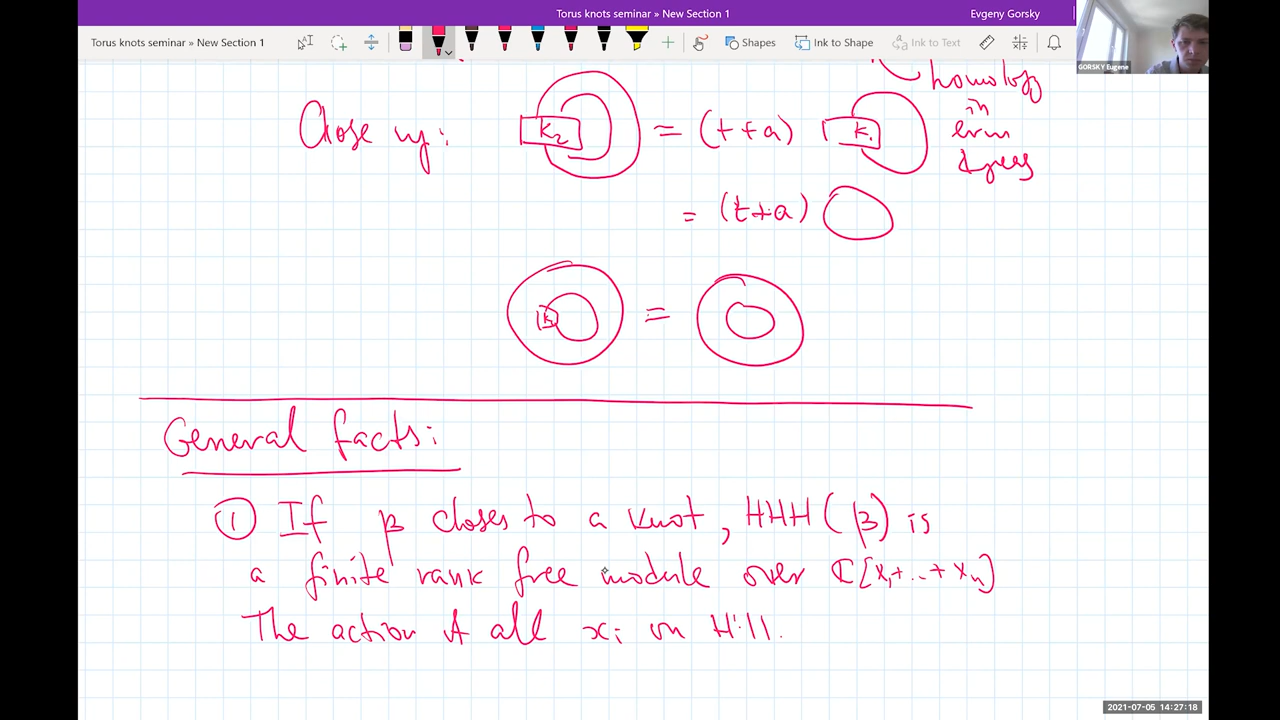 Torus knots seminar » New Section 1
Evgeny Gorsky
Torus knots seminar » New Section 1
Shapes
Ink to Shape
Ink to Text
GORSKY Eugene
homology
in
even
degrees
Close up: K₂ = (t+a) K₁
= (t+a)
K₁ =
General facts:
① If β closes to a knot, HHH(β) is
a finite rank free module over ℂ[x₁+..+xₙ]
The action of all xᵢ on
2021-07-05 14:27:18